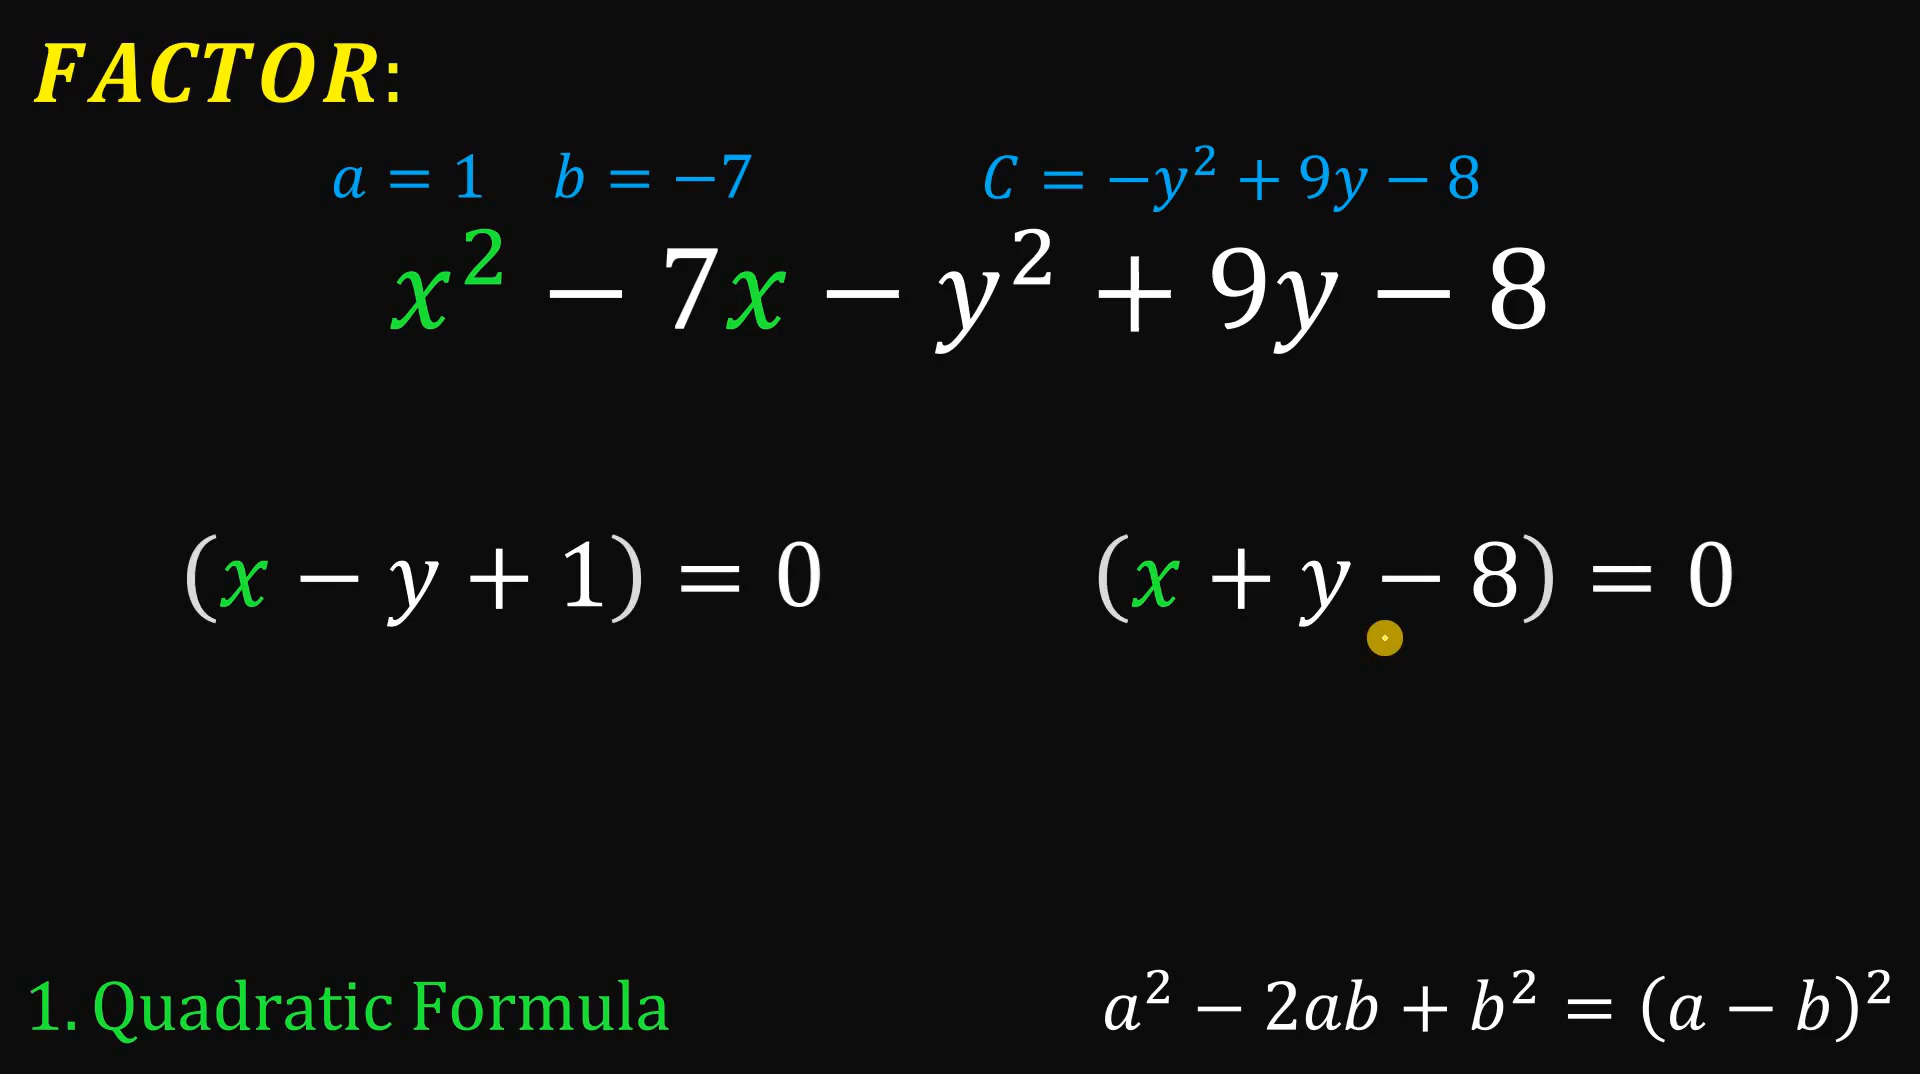 FACTOR:
a = 1 b = −7 C = −y² + 9y − 8
x² − 7x − y² + 9y − 8
(x − y + 1) = 0 (x + y − 8) = 0
1. Quadratic Formula a² − 2ab + b² = (a − b)²